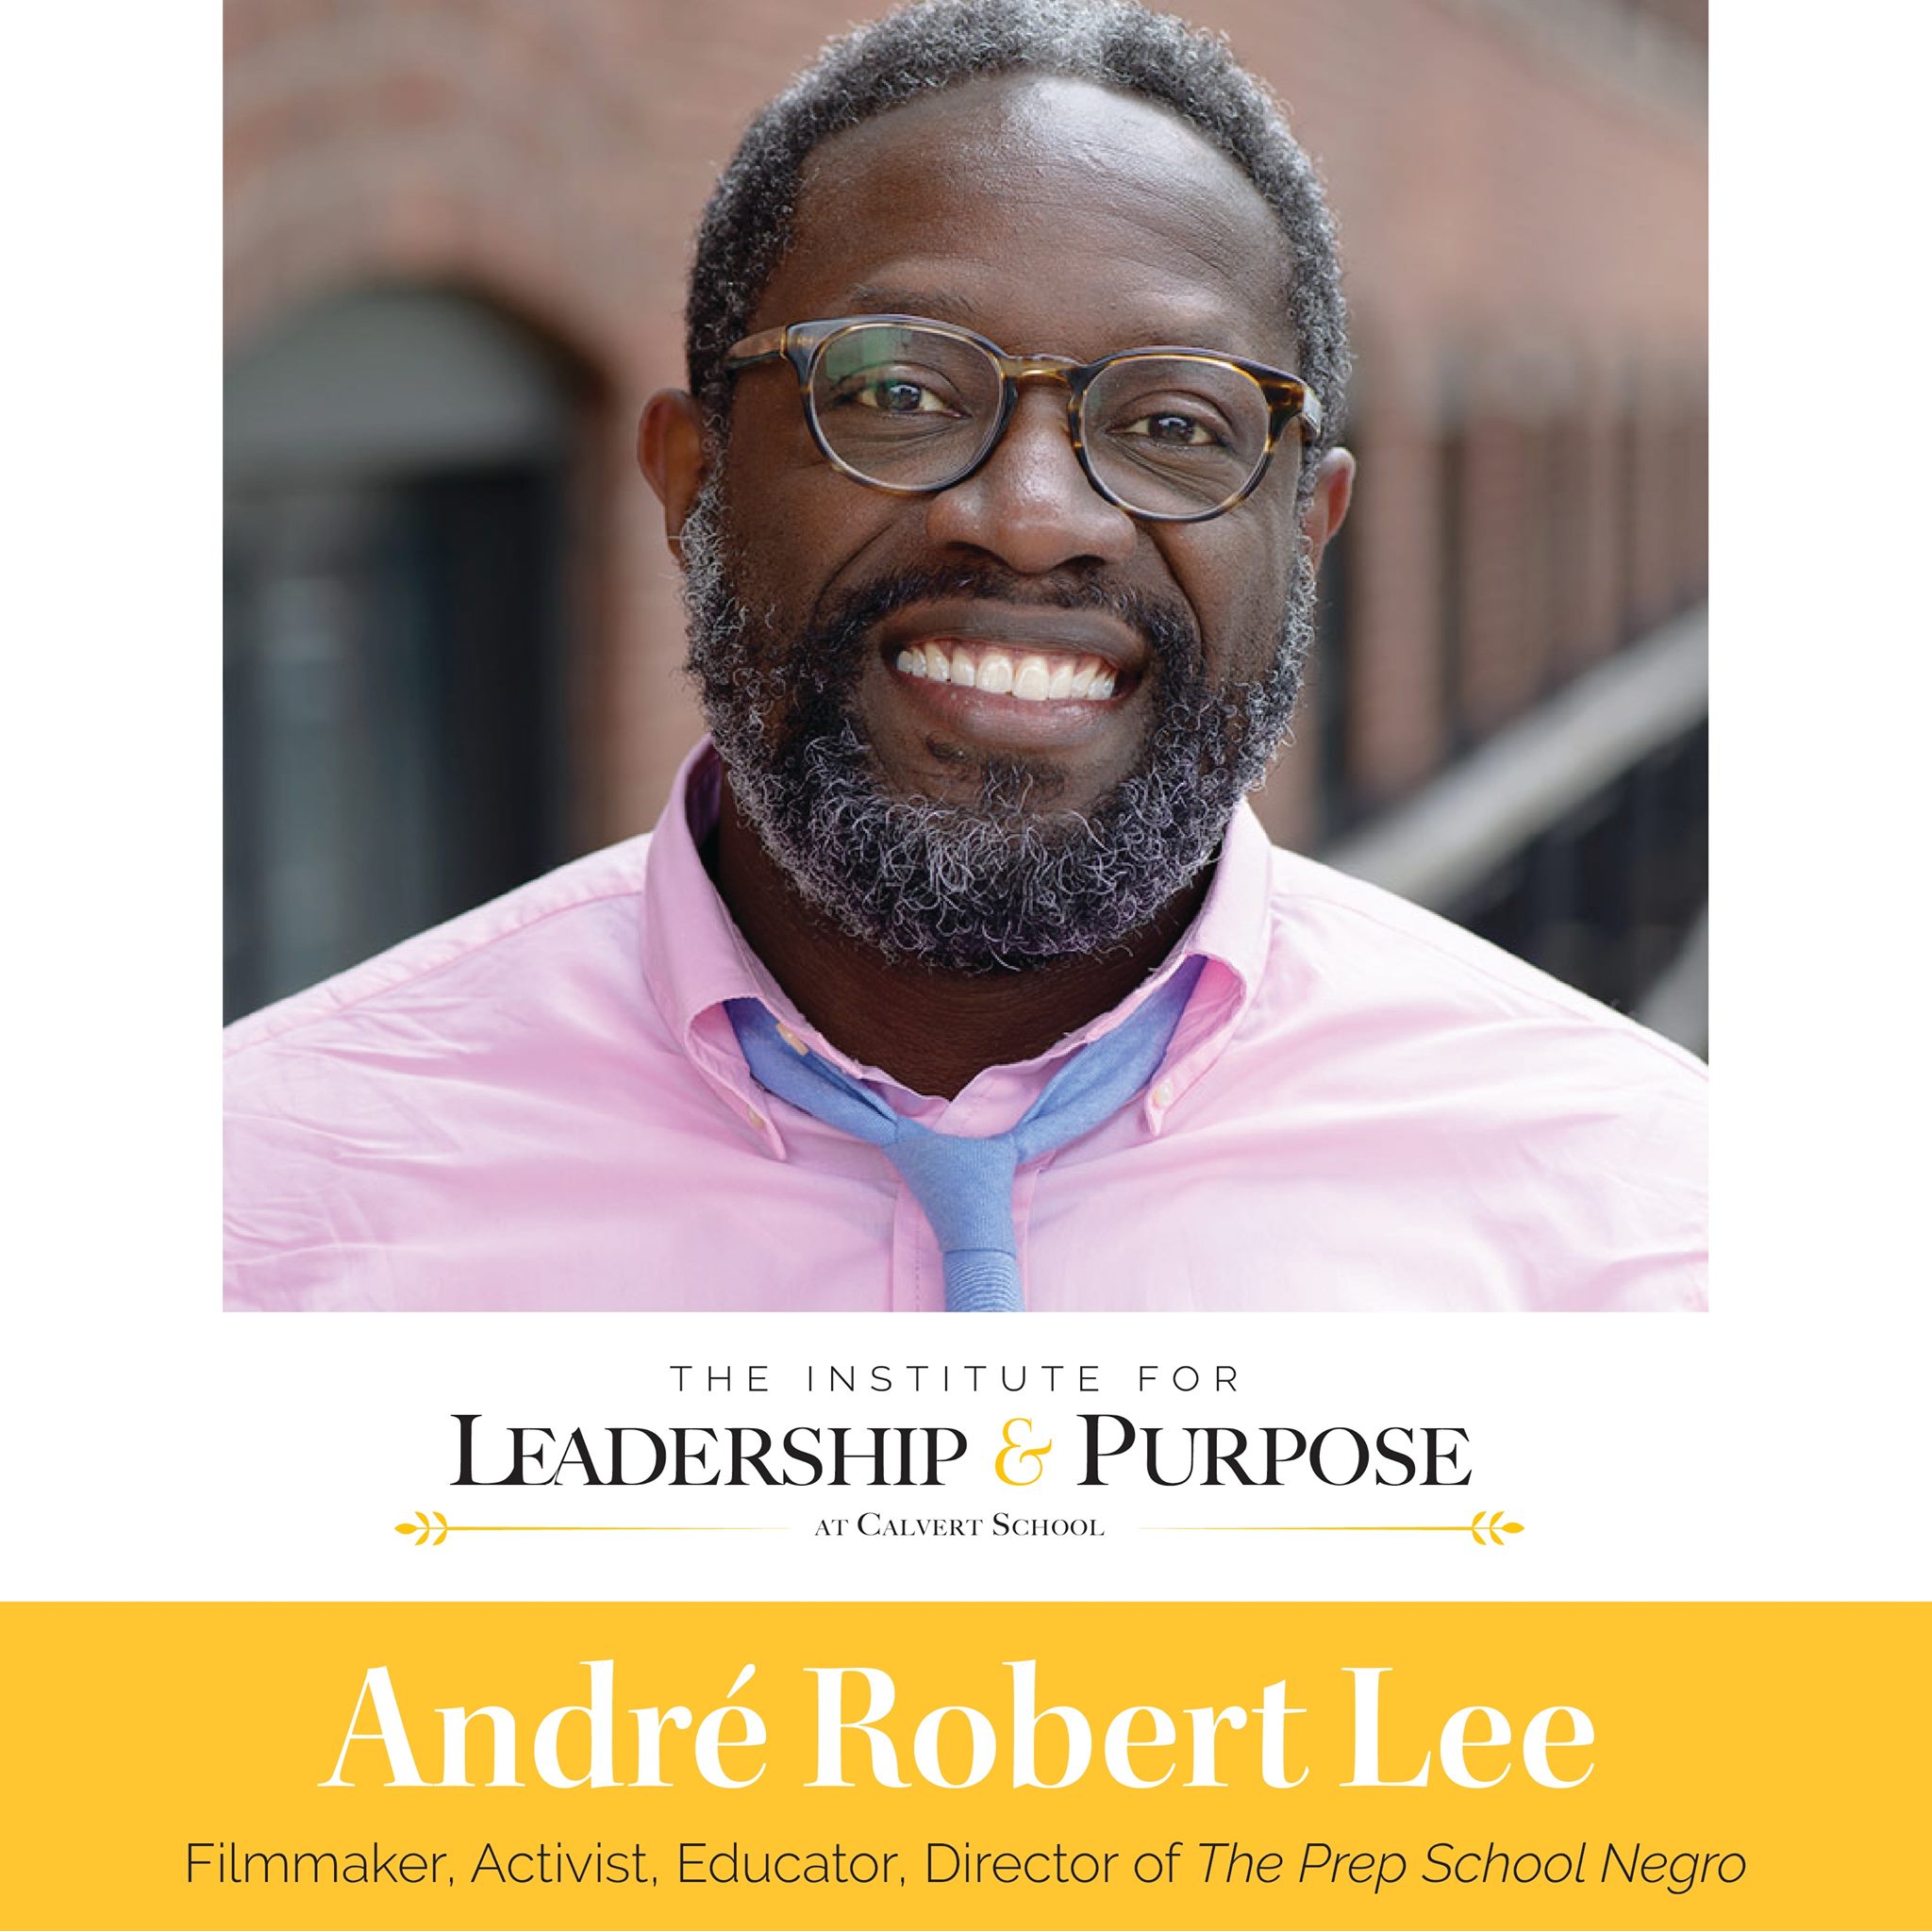 THE INSTITUTE FOR
LEADERSHIP & PURPOSE
AT CALVERT SCHOOL
André Robert Lee
Filmmaker, Activist, Educator, Director of The Prep School Negro